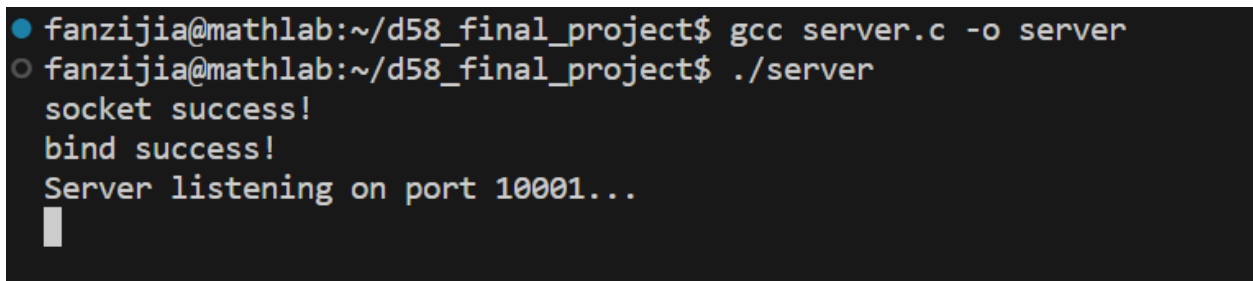 fanzijia@mathlab:~/d58_final_project$ gcc server.c -o server
fanzijia@mathlab:~/d58_final_project$ ./server
socket success!
bind success!
Server listening on port 10001...